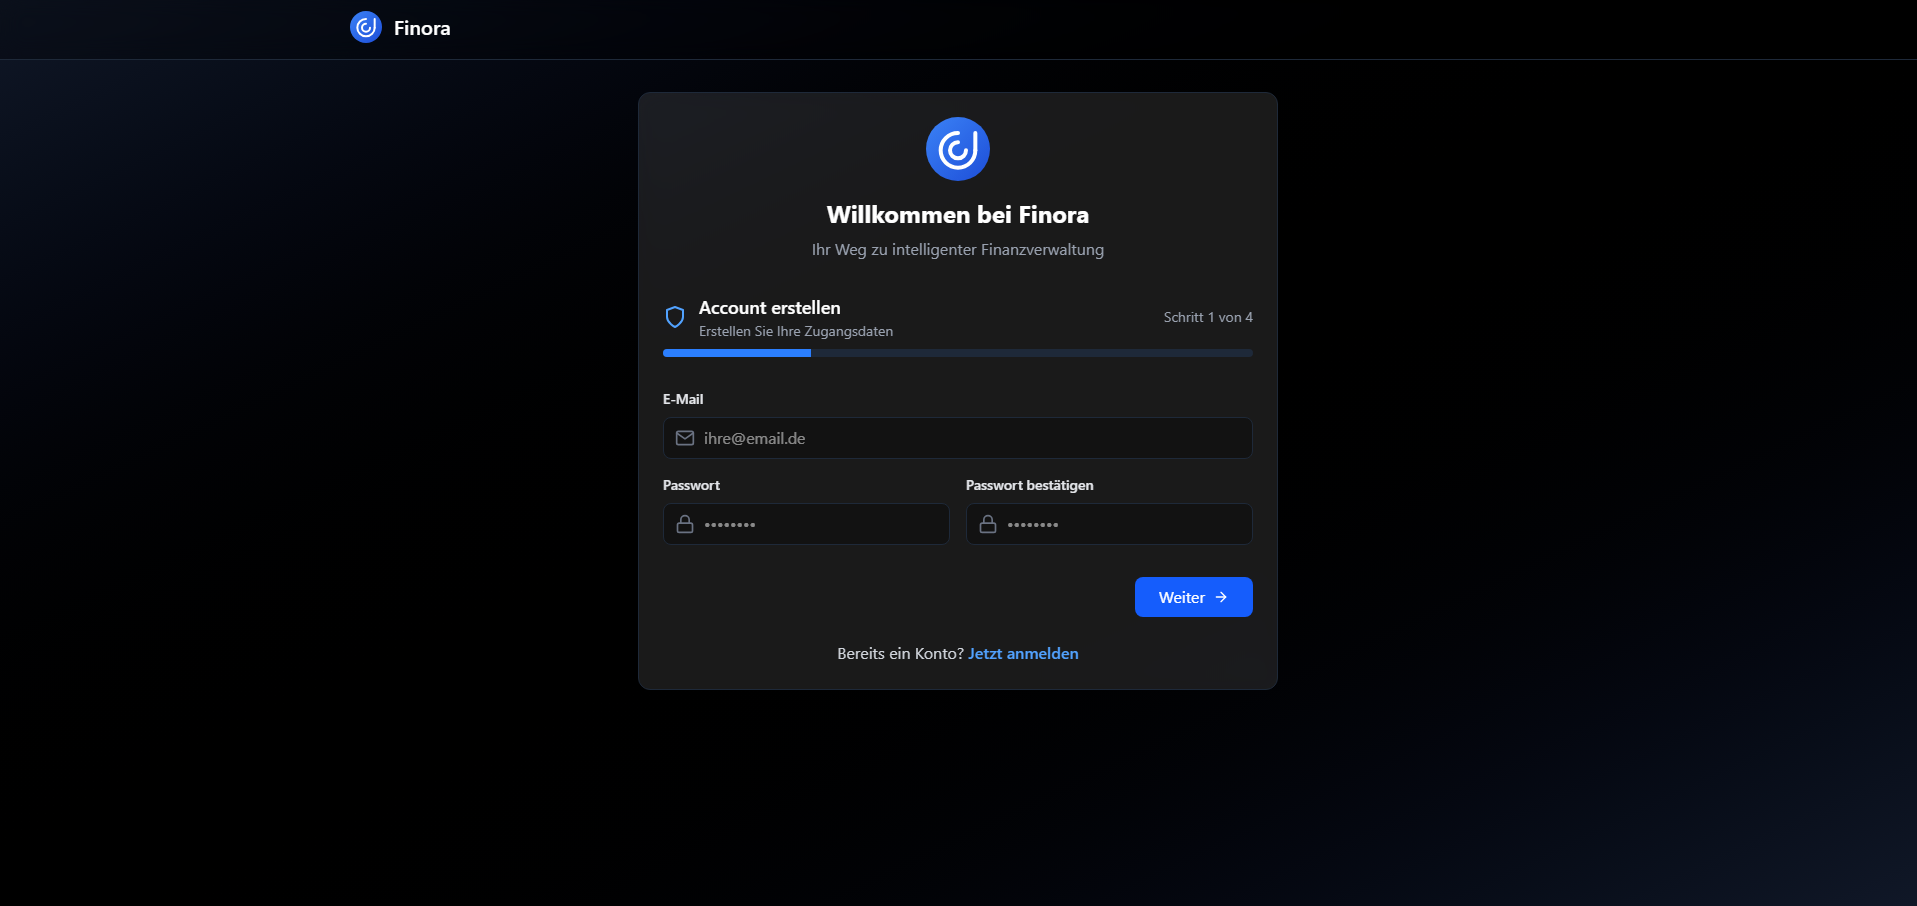 Finora
Willkommen bei Finora
Ihr Weg zu intelligenter Finanzverwaltung
Account erstellen
Erstellen Sie Ihre Zugangsdaten
Schritt 1 von 4
E-Mail
ihre@email.de
Passwort
••••••••
Passwort bestätigen
••••••••
Weiter →
Bereits ein Konto? Jetzt anmelden